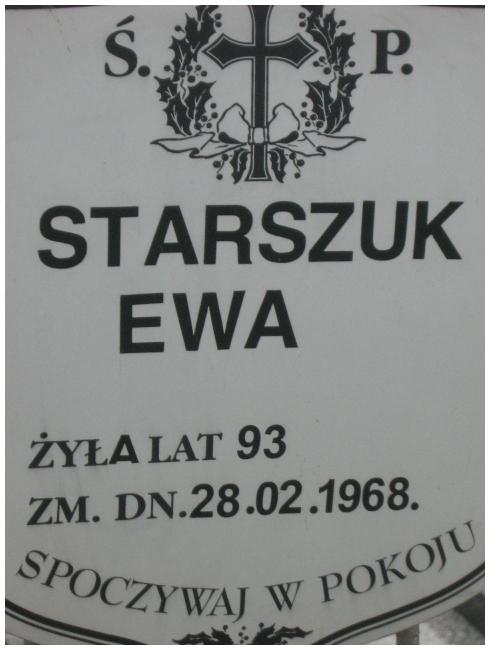 Ś. P.
STARSZUK
EWA
ŻYŁA LAT 93
ZM. DN. 28.02.1968.
SPOCZYWAJ W POKOJU